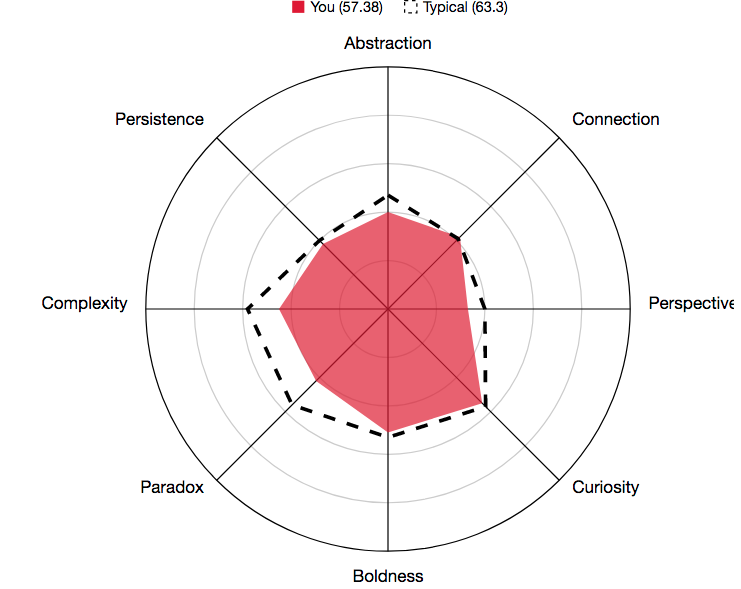 You (57.38) Typical (63.3)
Abstraction
Persistence Connection
Complexity Perspective
Paradox Curiosity
Boldness